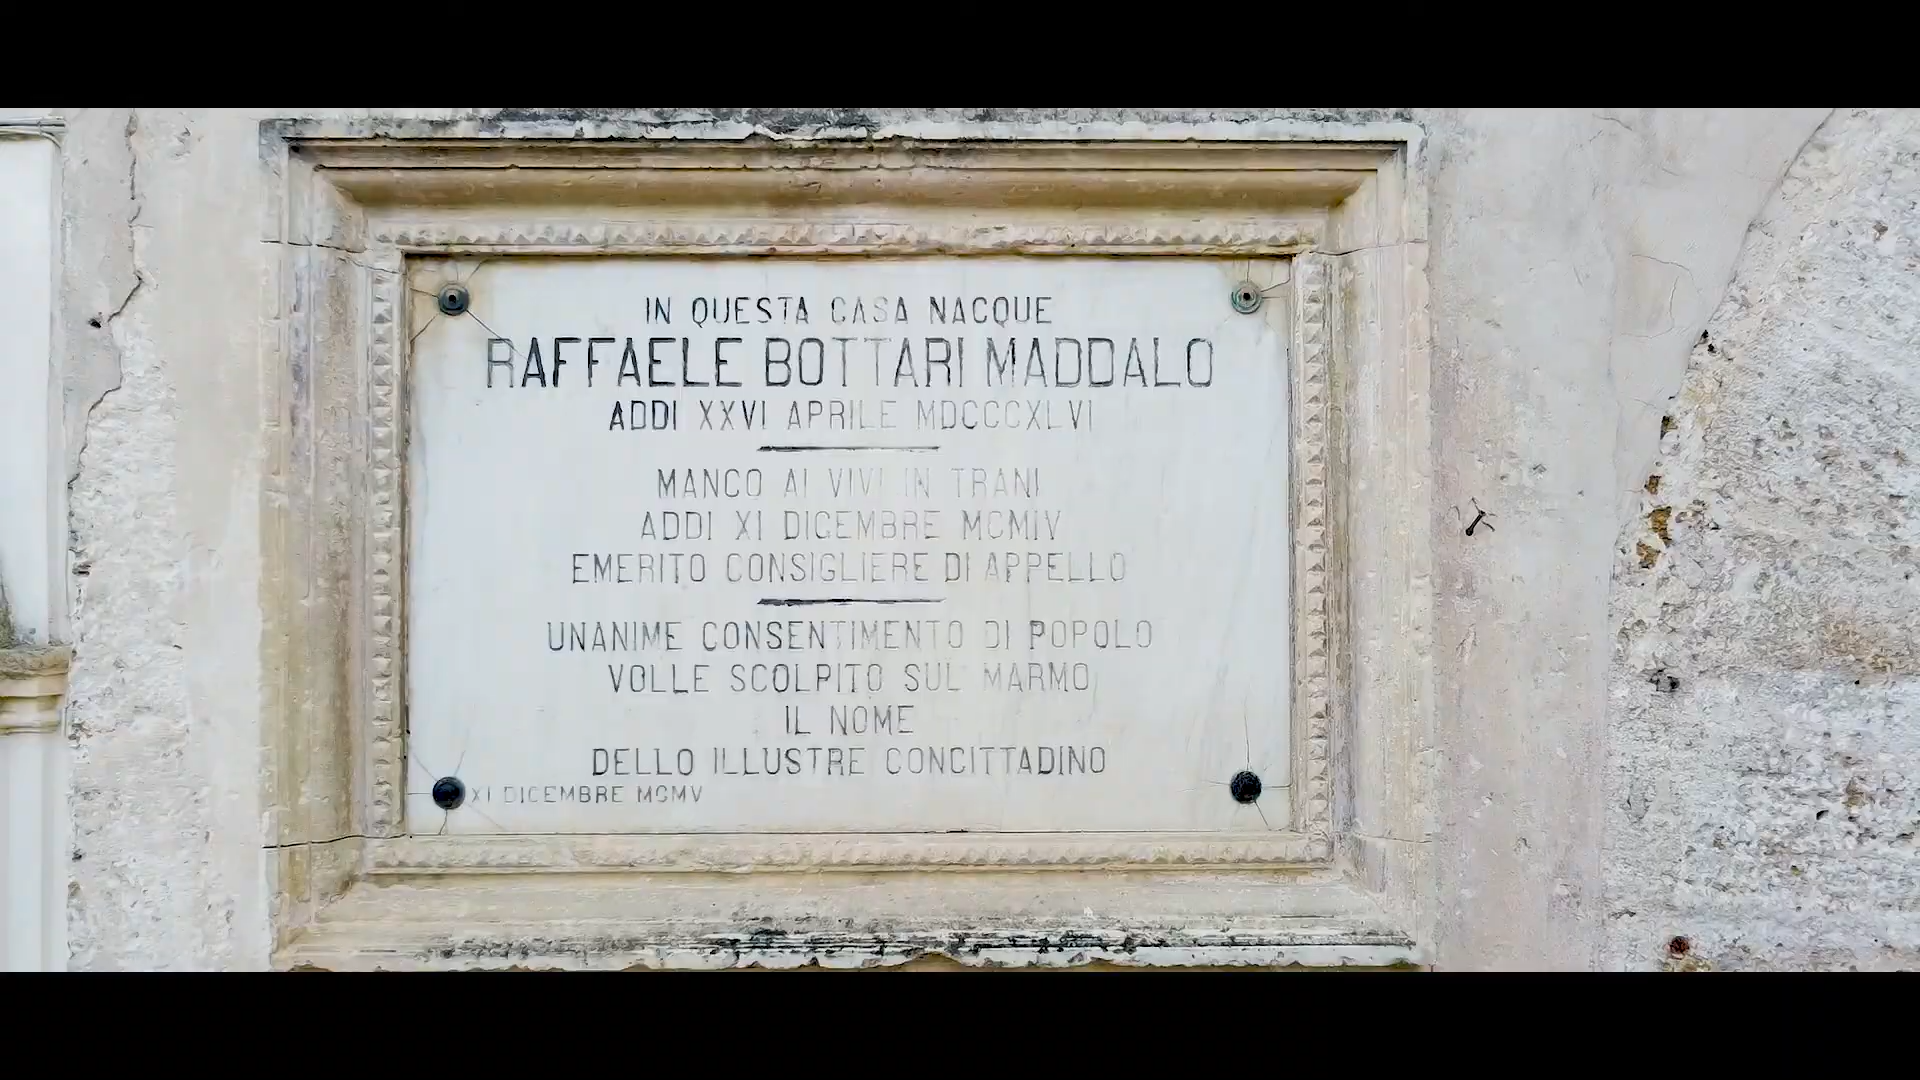 IN QUESTA CASA NACQUE
RAFFAELE BOTTARI MADDALO
ADDI XXVI APRILE MDCCCXLVI
MANCO AI VIVI IN TRANI
ADDI XI DICEMBRE MCMIV
EMERITO CONSIGLIERE DI APPELLO
UNANIME CONSENTIMENTO DI POPOLO
VOLLE SCOLPITO SUL MARMO
IL NOME
DELLO ILLUSTRE CONCITTADINO
XI DICEMBRE MCMV